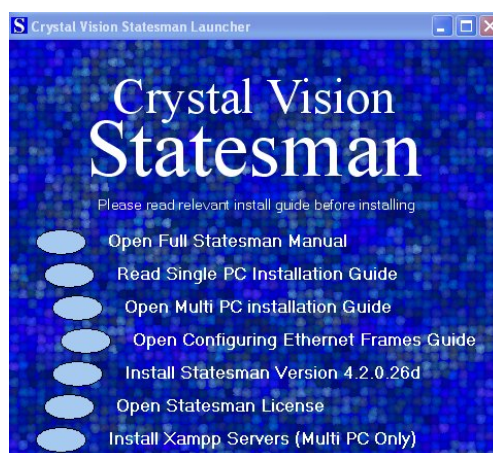 S Crystal Vision Statesman Launcher
Crystal Vision
Statesman
Please read relevant install guide before installing
Open Full Statesman Manual
Read Single PC Installation Guide
Open Multi PC installation Guide
Open Configuring Ethernet Frames Guide
Install Statesman Version 4.2.0.26d
Open Statesman License
Install Xampp Servers (Multi PC Only)